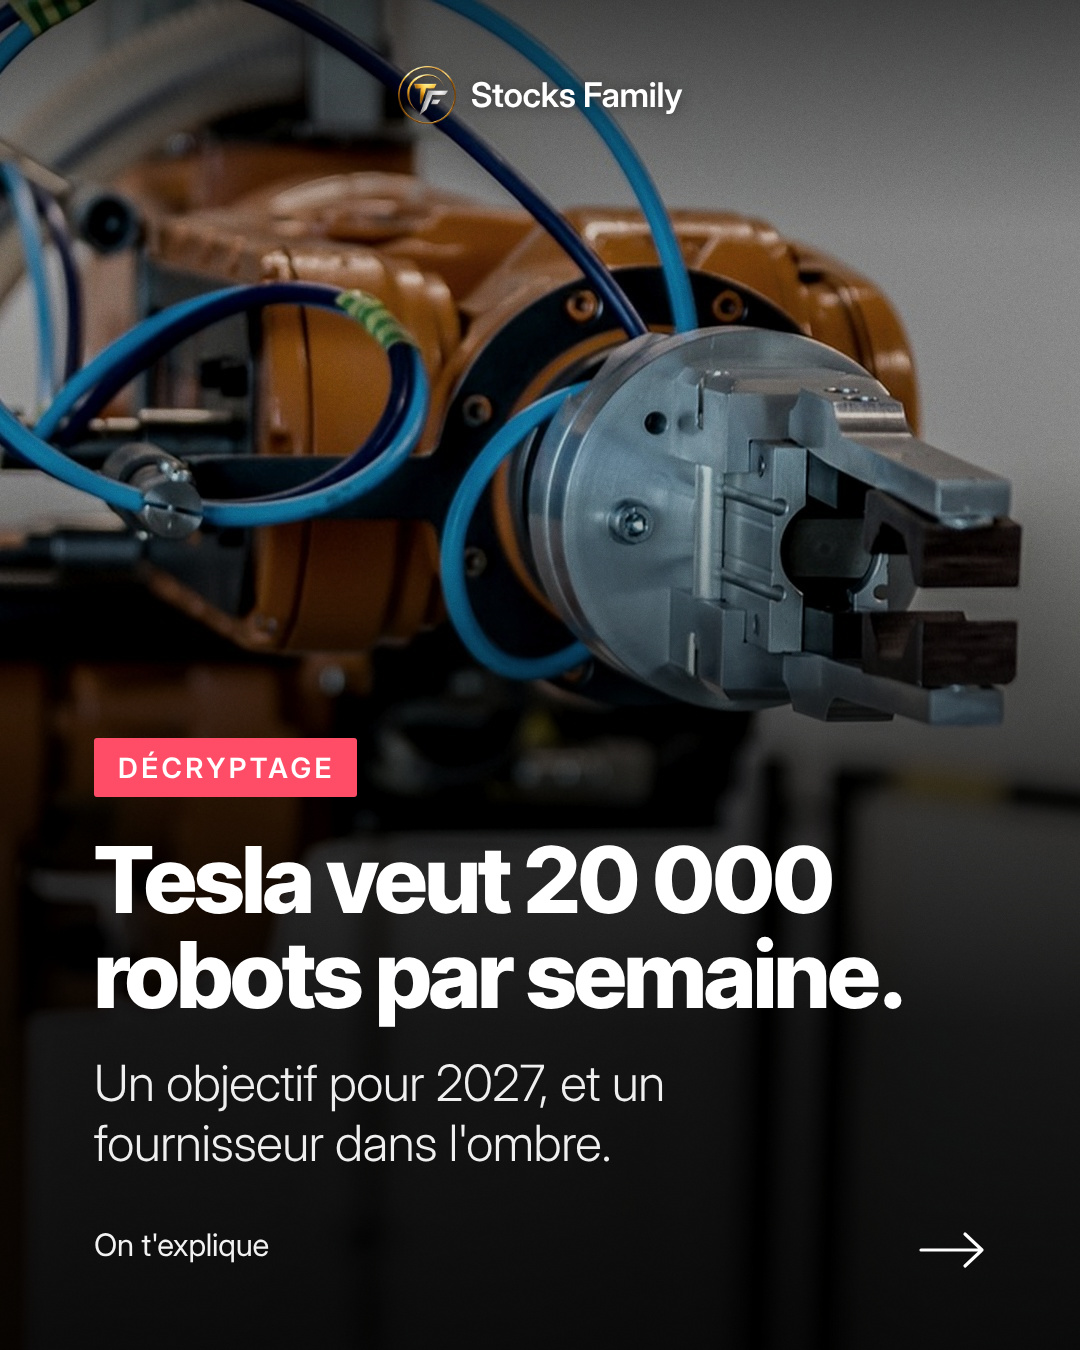 TF Stocks Family
DÉCRYPTAGE
Tesla veut 20 000
robots par semaine.
Un objectif pour 2027, et un
fournisseur dans l'ombre.
On t'explique